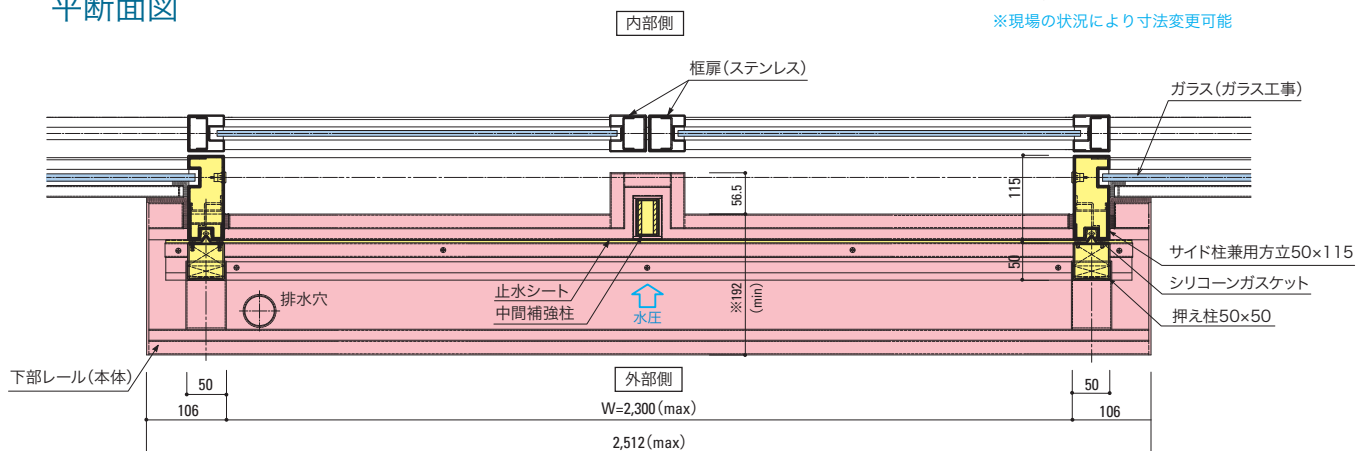 平断面図
内部側
※現場の状況により寸法変更可能
框扉（ステンレス）
ガラス（ガラス工事）
115
56.5
サイド柱兼用方立50×115
50
シリコーンガスケット
止水シート
※192
(min)
排水穴
中間補強柱
水圧
押え柱50×50
下部レール（本体）
外部側
50
50
106
W=2,300（max）
106
2,512（max）